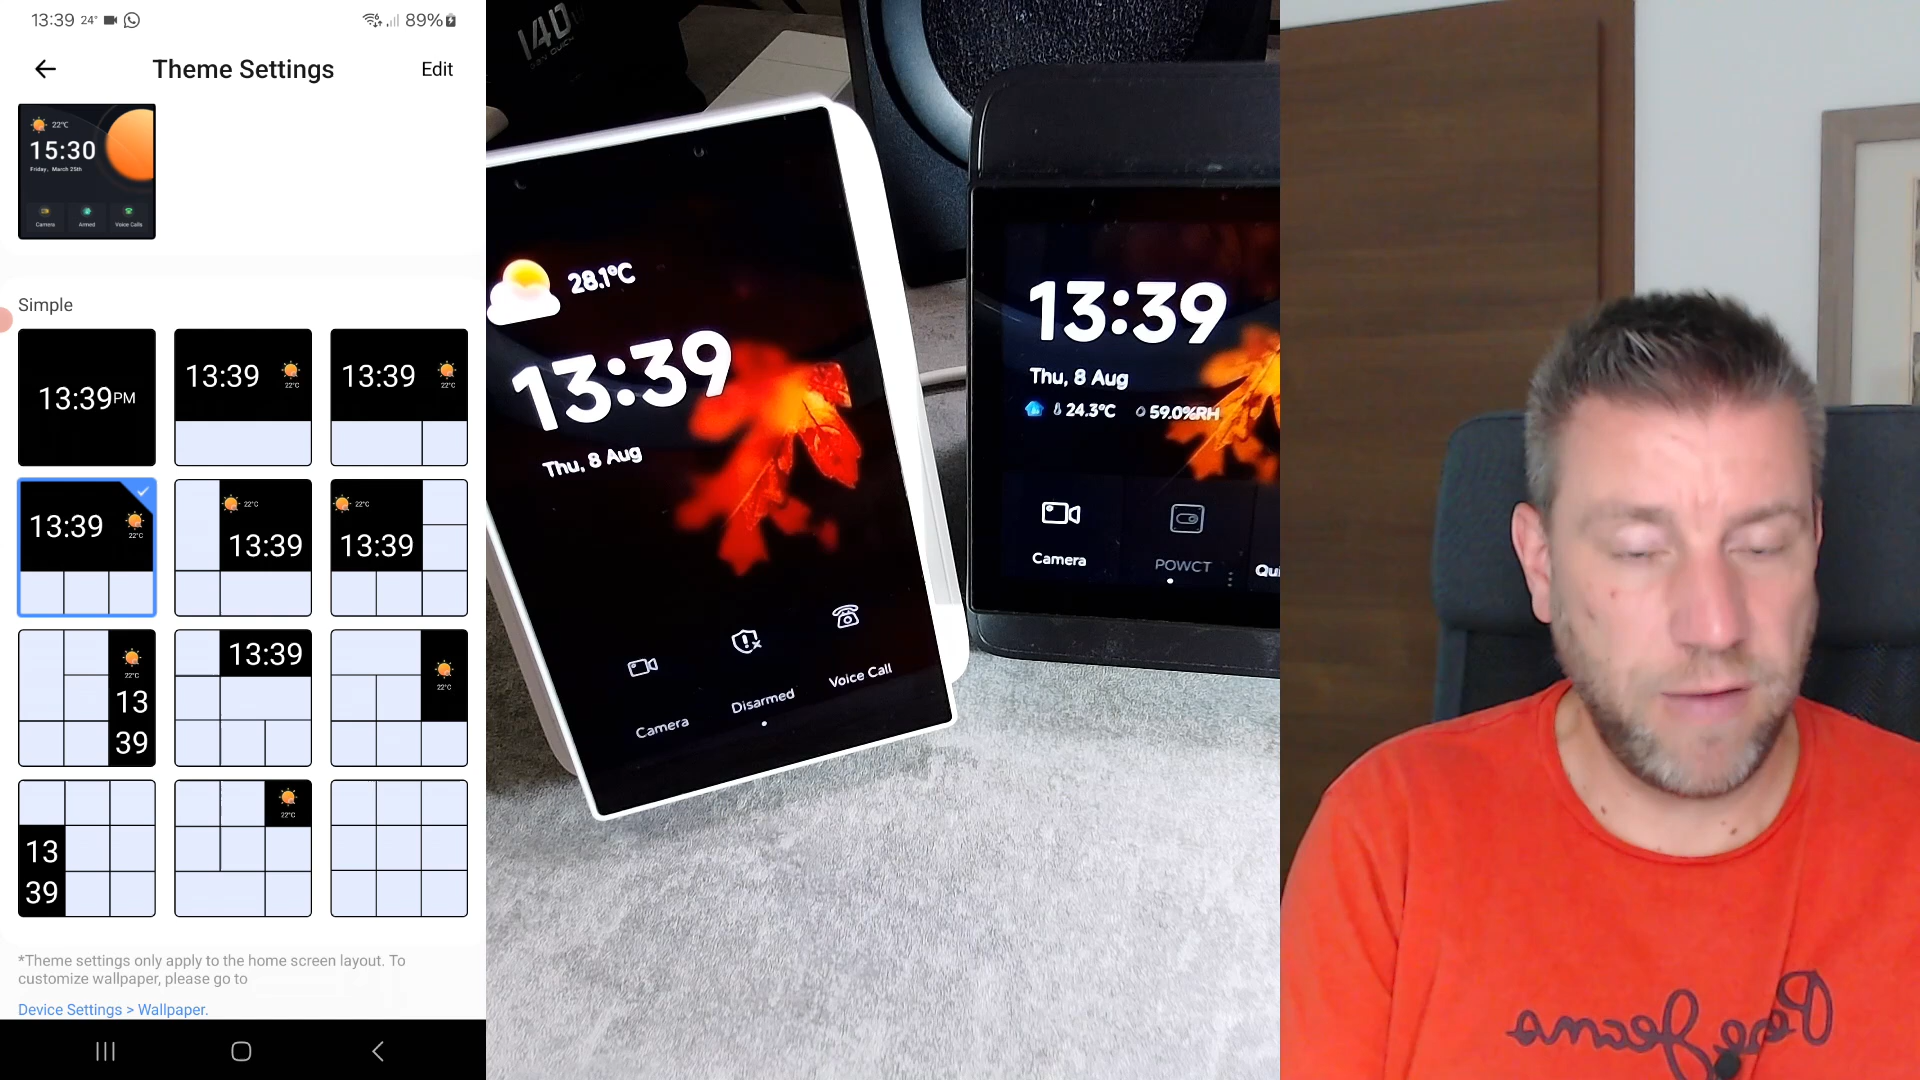 13:39 24° 89%
Theme Settings
Edit
22°C
15:30
Friday, March 25th
Camera Armed Voice Calls
Simple
13:39PM
13:39 22°C
13:39 22°C
13:39 22°C
22°C
13:39
22°C
13:39
22°C
13
39
13:39
22°C
13
39
22°C
*Theme settings only apply to the home screen layout. To
customize wallpaper, please go to
Device Settings > Wallpaper.
140W
28.1°C
13:39
Thu, 8 Aug
Camera
Disarmed
Voice Call
13:39
Thu, 8 Aug
24.3°C 59.0%RH
Camera
POWCT
Qui
Pepe Jeans